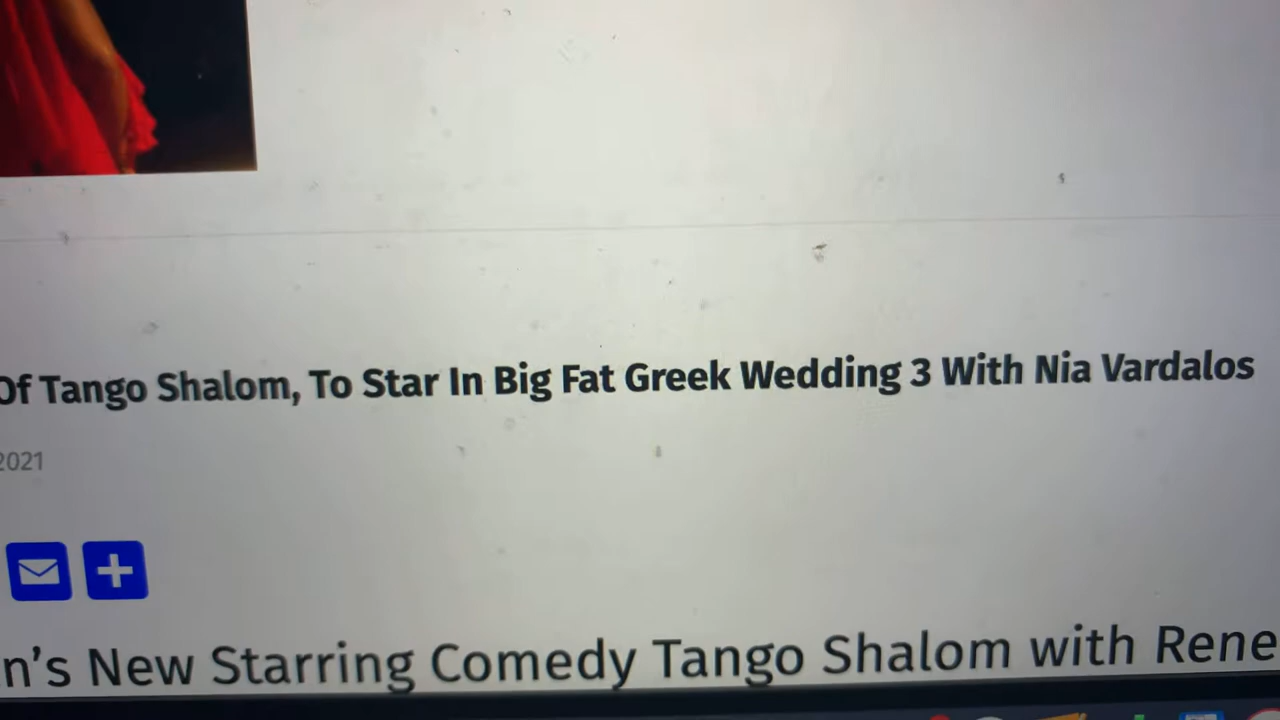 Of Tango Shalom, To Star In Big Fat Greek Wedding 3 With Nia Vardalos
2021
n's New Starring Comedy Tango Shalom with Rene